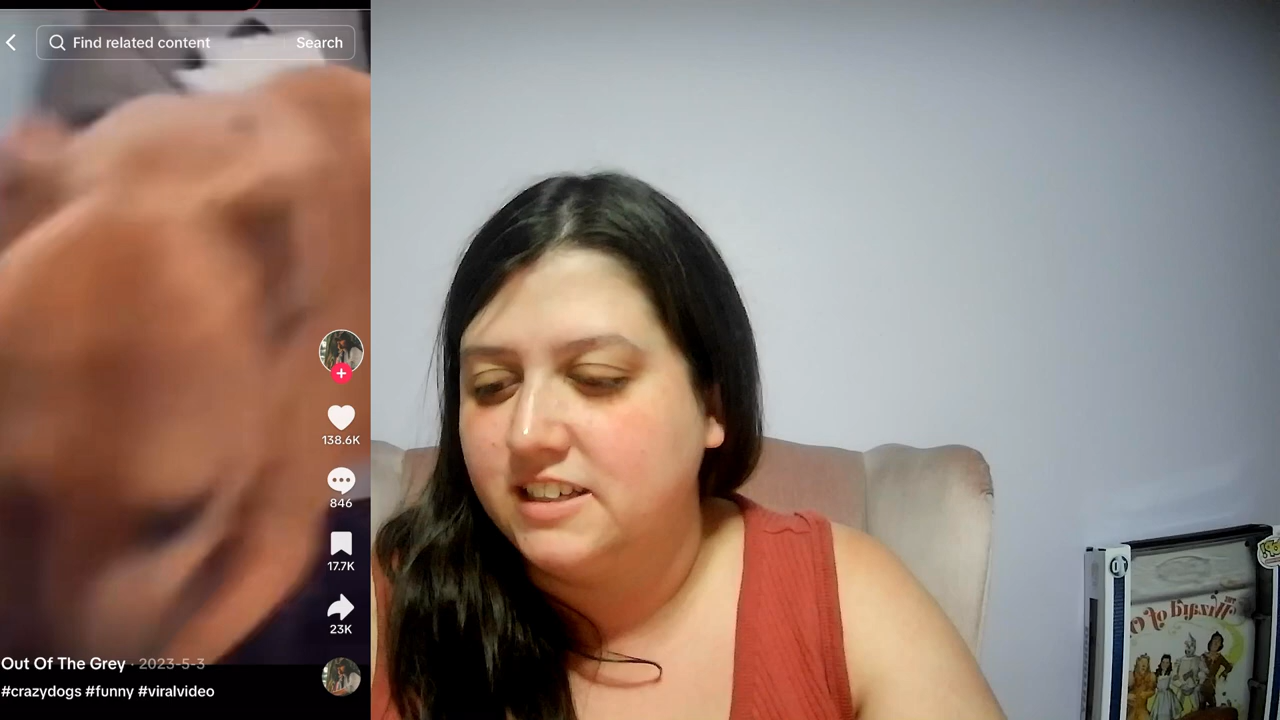 Find related content
Search
138.6K
846
17.7K
23K
Out Of The Grey · 2023-5-3
#crazydogs #funny #viralvideo
THE
Wizard of O